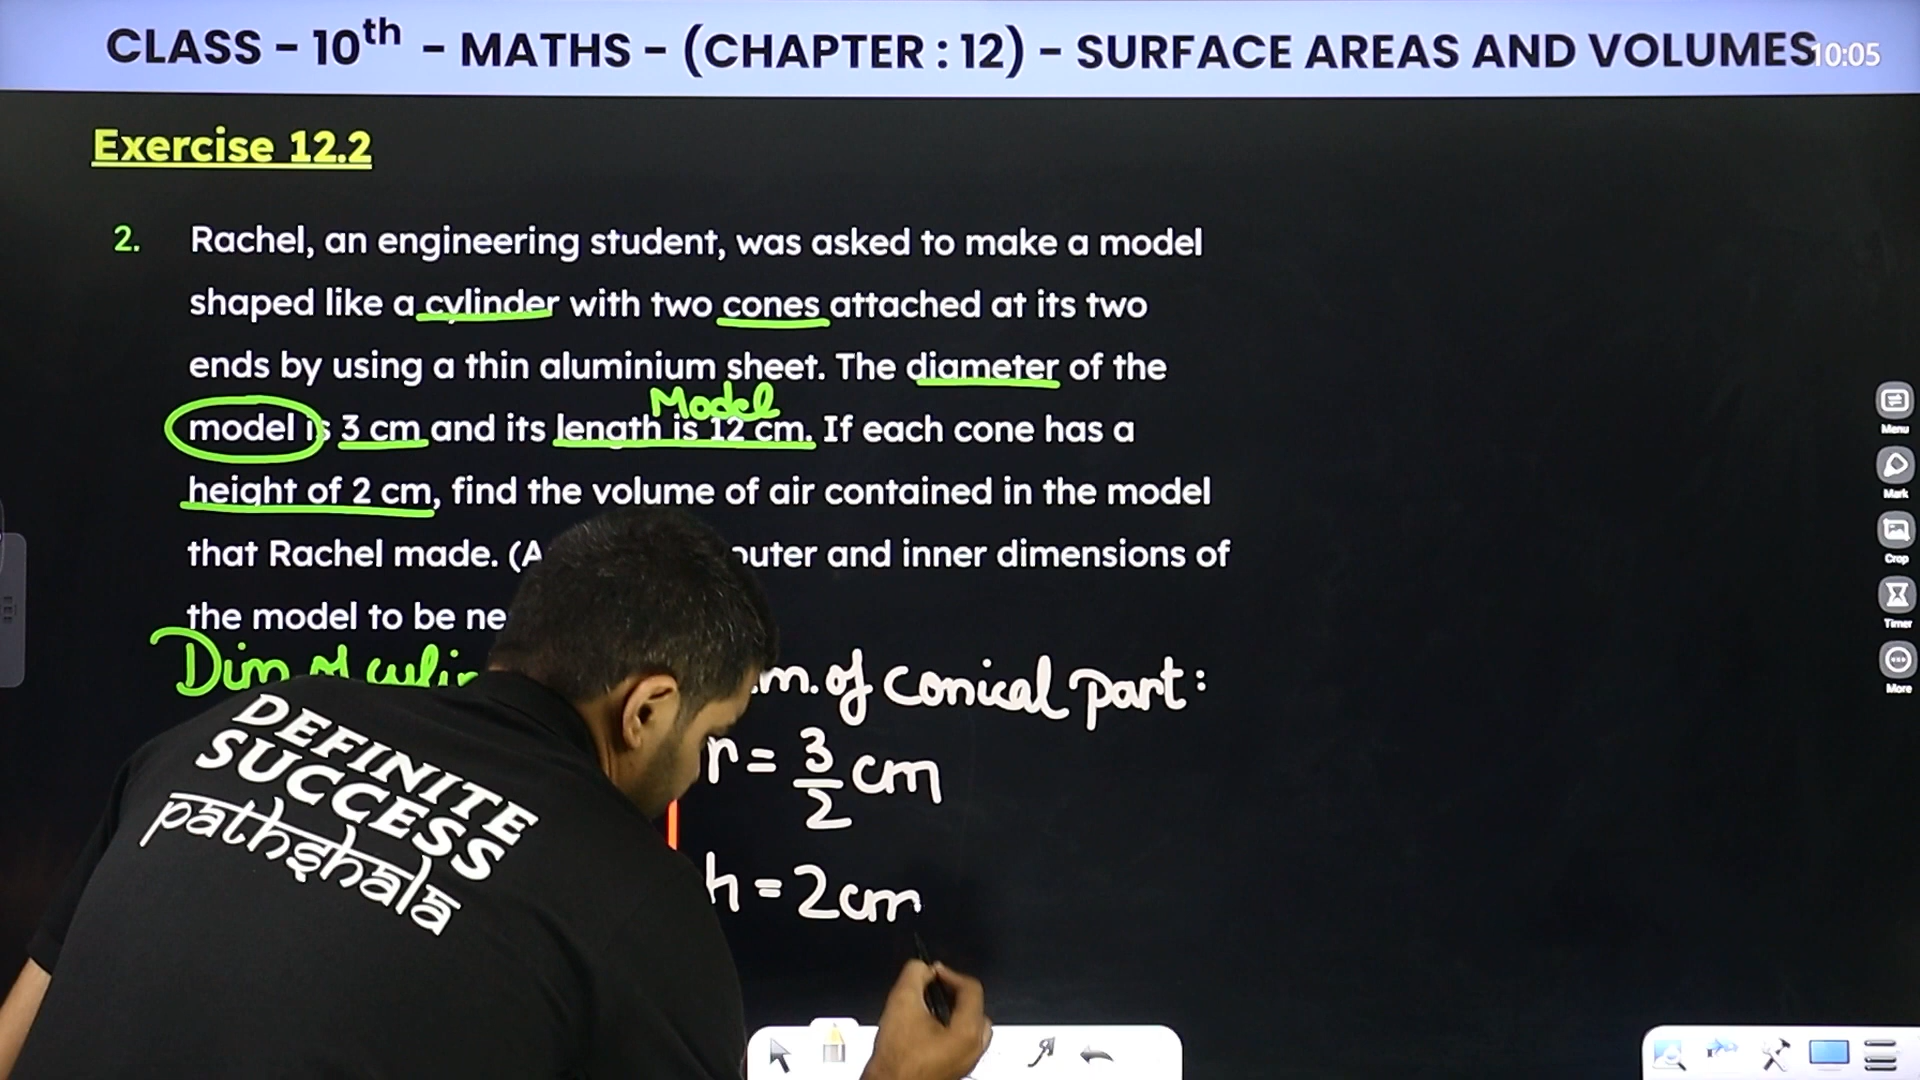 CLASS - 10th - MATHS - (CHAPTER : 12) - SURFACE AREAS AND VOLUMES
10:05
Exercise 12.2
2. Rachel, an engineering student, was asked to make a model
shaped like a cylinder with two cones attached at its two
ends by using a thin aluminium sheet. The diameter of the
Model
model is 3 cm and its length is 12 cm. If each cone has a
height of 2 cm, find the volume of air contained in the model
that Rachel made. (A outer and inner dimensions of
the model to be ne
Dim of cylin m. of conical part:
r = 3/2 cm
h = 2cm
DEFINITE
SUCCESS
pathshala
Menu
Mark
Crop
Timer
More